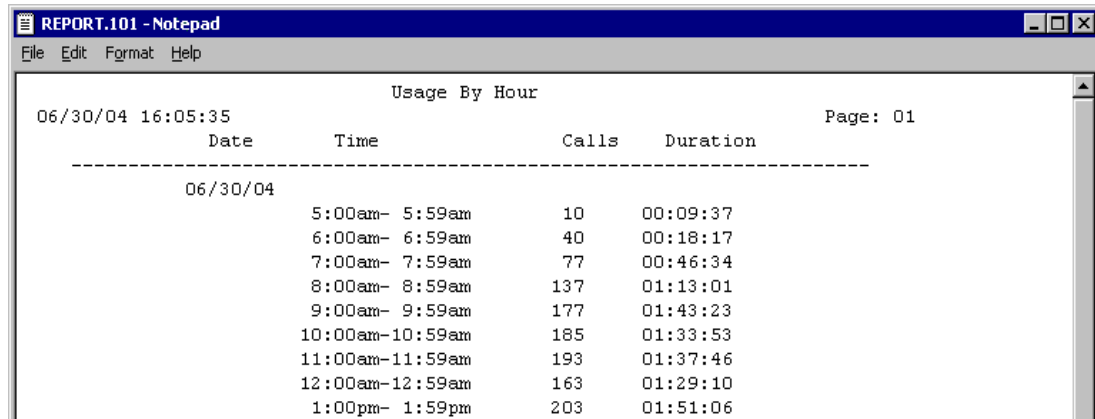 REPORT.101 - Notepad
File Edit Format Help
Usage By Hour
06/30/04 16:05:35 Page: 01
Date Time Calls Duration
----------------------------------------------------------------------
06/30/04
5:00am- 5:59am 10 00:09:37
6:00am- 6:59am 40 00:18:17
7:00am- 7:59am 77 00:46:34
8:00am- 8:59am 137 01:13:01
9:00am- 9:59am 177 01:43:23
10:00am-10:59am 185 01:33:53
11:00am-11:59am 193 01:37:46
12:00am-12:59am 163 01:29:10
1:00pm- 1:59pm 203 01:51:06